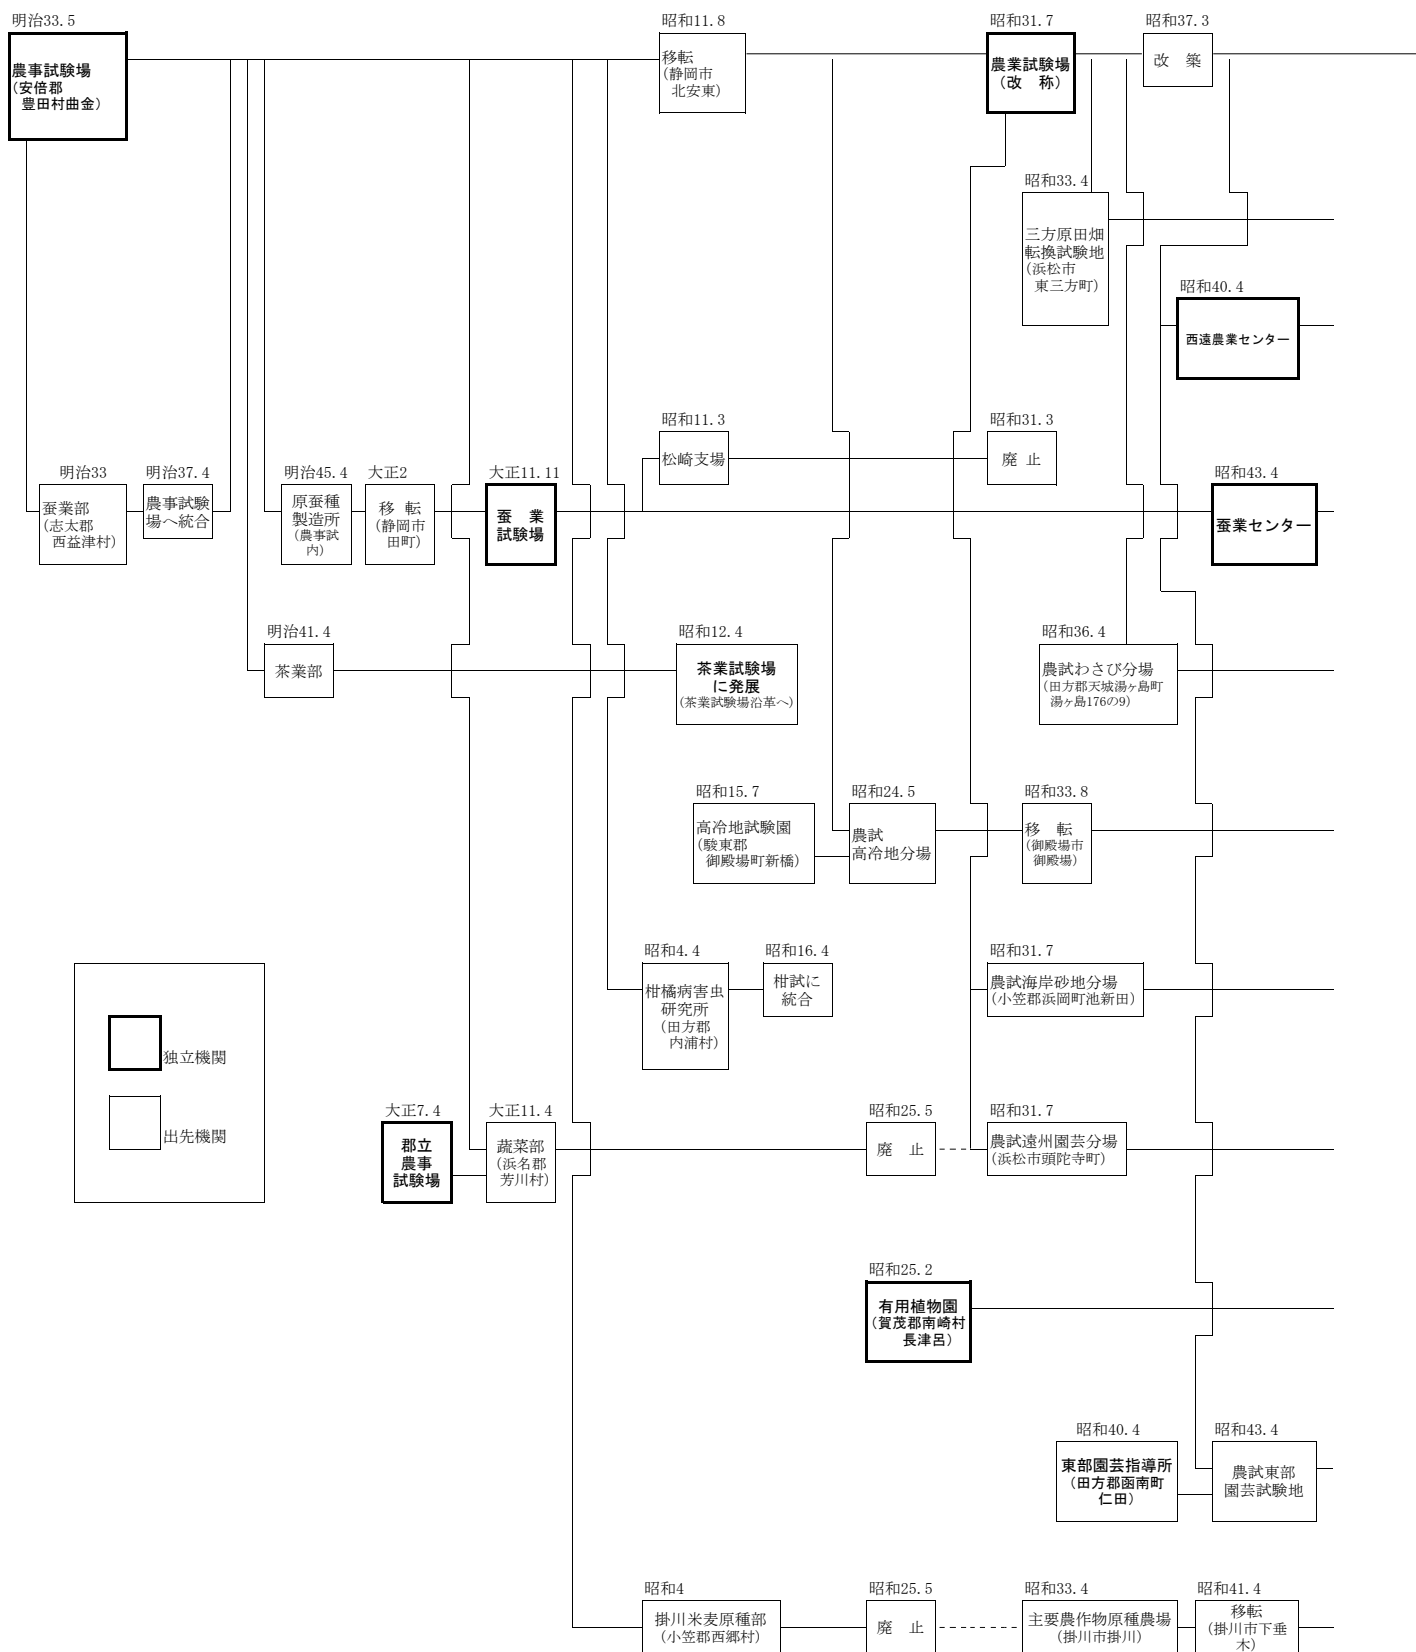 明治33.5
農事試験場
(安倍郡
豊田村曲金)
昭和11.8
移転
(静岡市
北安東)
昭和31.7
農業試験場
(改　称)
昭和37.3
改　築
昭和33.4
三方原田畑
転換試験地
(浜松市
東三方町)
昭和40.4
西遠農業センター
昭和11.3
松崎支場
昭和31.3
廃 止
明治33
蚕業部
(志太郡
西益津村)
明治37.4
農事試験
場へ統合
明治45.4
原蚕種
製造所
(農事試
内)
大正2
移 転
(静岡市
田町)
大正11.11
蚕　業
試験場
昭和43.4
蚕業センター
明治41.4
茶業部
昭和12.4
茶業試験場
に発展
(茶業試験場沿革へ)
昭和36.4
農試わさび分場
(田方郡天城湯ヶ島町
湯ヶ島176の9)
昭和15.7
高冷地試験園
(駿東郡
御殿場町新橋)
昭和24.5
農試
高冷地分場
昭和33.8
移　転
(御殿場市
御殿場)
昭和4.4
柑橘病害虫
研究所
(田方郡
内浦村)
昭和16.4
柑試に
統合
昭和31.7
農試海岸砂地分場
(小笠郡浜岡町池新田)
独立機関
出先機関
大正7.4
郡立
農事
試験場
大正11.4
蔬菜部
(浜名郡
芳川村)
昭和25.5
廃　止
昭和31.7
農試遠州園芸分場
(浜松市頭陀寺町)
昭和25.2
有用植物園
(賀茂郡南崎村
長津呂)
昭和40.4
東部園芸指導所
(田方郡函南町
仁田)
昭和43.4
農試東部
園芸試験地
昭和4
掛川米麦原種部
(小笠郡西郷村)
昭和25.5
廃　止
昭和33.4
主要農作物原種農場
(掛川市掛川)
昭和41.4
移転
(掛川市下垂
木)